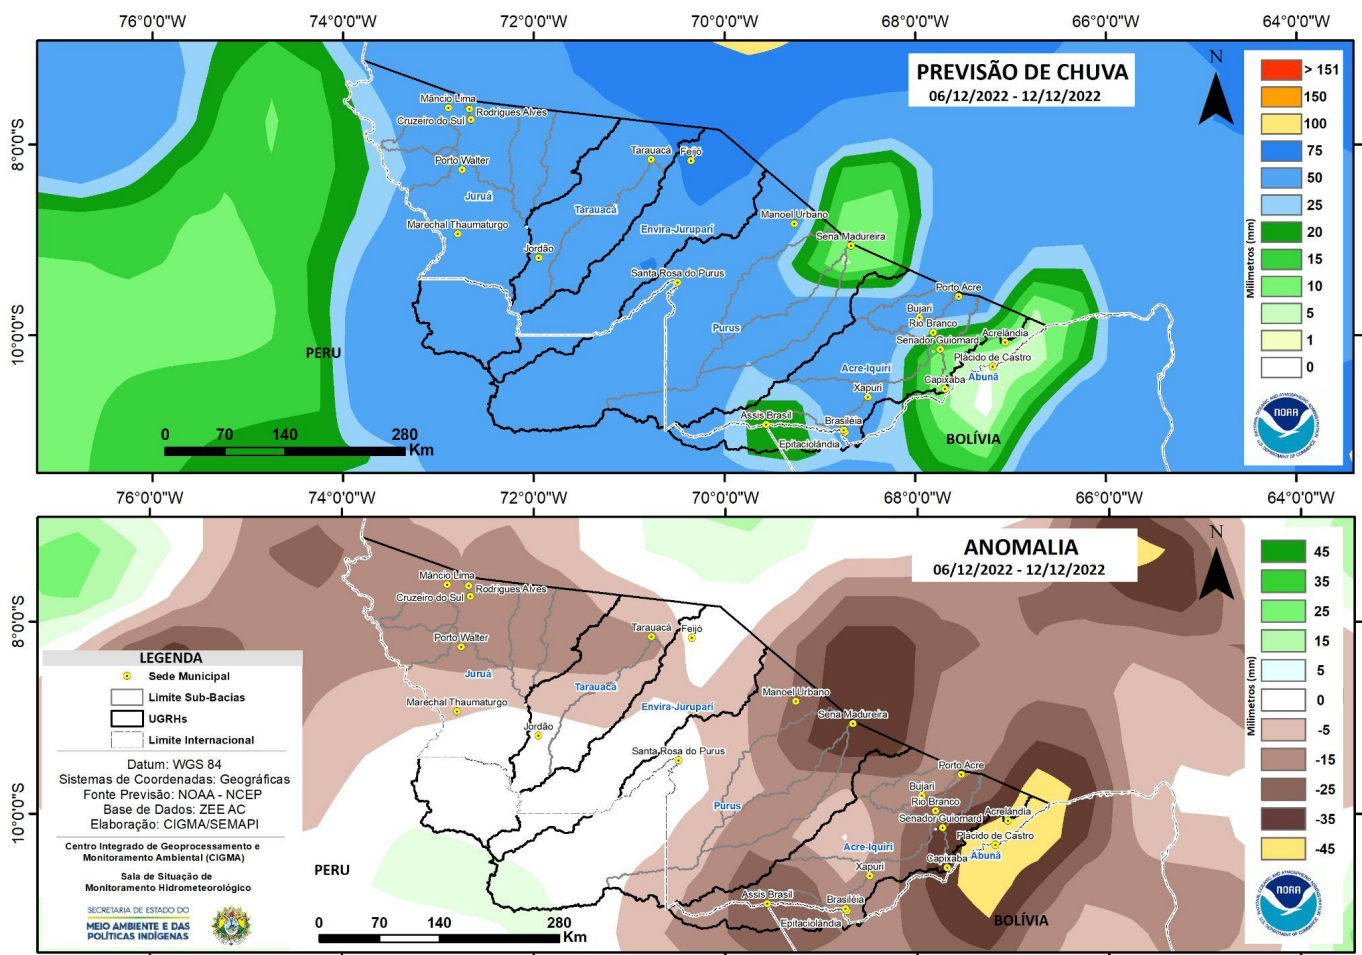 76°0'0"W 74°0'0"W 72°0'0"W 70°0'0"W 68°0'0"W 66°0'0"W 64°0'0"W
8°0'0"S
10°0'0"S
PREVISÃO DE CHUVA
06/12/2022 - 12/12/2022
N
Milímetros (mm)
> 151
150
100
75
50
25
20
15
10
5
1
0
NOAA
Mâncio Lima
Rodrigues Alves
Cruzeiro do Sul
Porto Walter
Juruá
Marechal Thaumaturgo
Tarauacá
Feijó
Tarauacá
Jordão
Envira-Jurupari
Santa Rosa do Purus
Manoel Urbano
Sena Madureira
Purus
Porto Acre
Bujari
Rio Branco
Senador Guiomard
Acrelândia
Plácido de Castro
Abunã
Acre-Iquiri
Capixaba
Xapuri
Assis Brasil
Brasiléia
Epitaciolândia
PERU
BOLÍVIA
0 70 140 280
Km
76°0'0"W 74°0'0"W 72°0'0"W 70°0'0"W 68°0'0"W 66°0'0"W 64°0'0"W
8°0'0"S
10°0'0"S
ANOMALIA
06/12/2022 - 12/12/2022
N
Milímetros (mm)
45
35
25
15
5
0
-5
-15
-25
-35
-45
NOAA
Mâncio Lima
Rodrigues Alves
Cruzeiro do Sul
Porto Walter
Juruá
Marechal Thaumaturgo
Tarauacá
Feijó
Tarauacá
Jordão
Envira-Jurupari
Santa Rosa do Purus
Manoel Urbano
Sena Madureira
Purus
Porto Acre
Bujari
Rio Branco
Senador Guiomard
Acrelândia
Plácido de Castro
Abunã
Acre-Iquiri
Capixaba
Xapuri
Assis Brasil
Brasiléia
Epitaciolândia
PERU
BOLÍVIA
0 70 140 280
Km
LEGENDA
Sede Municipal
Limite Sub-Bacias
UGRHs
Limite Internacional
Datum: WGS 84
Sistemas de Coordenadas: Geográficas
Fonte Previsão: NOAA - NCEP
Base de Dados: ZEE AC
Elaboração: CIGMA/SEMAPI
Centro Integrado de Geoprocessamento e
Monitoramento Ambiental (CIGMA)
Sala de Situação de
Monitoramento Hidrometeorológico
SECRETARIA DE ESTADO DO
MEIO AMBIENTE E DAS
POLÍTICAS INDÍGENAS